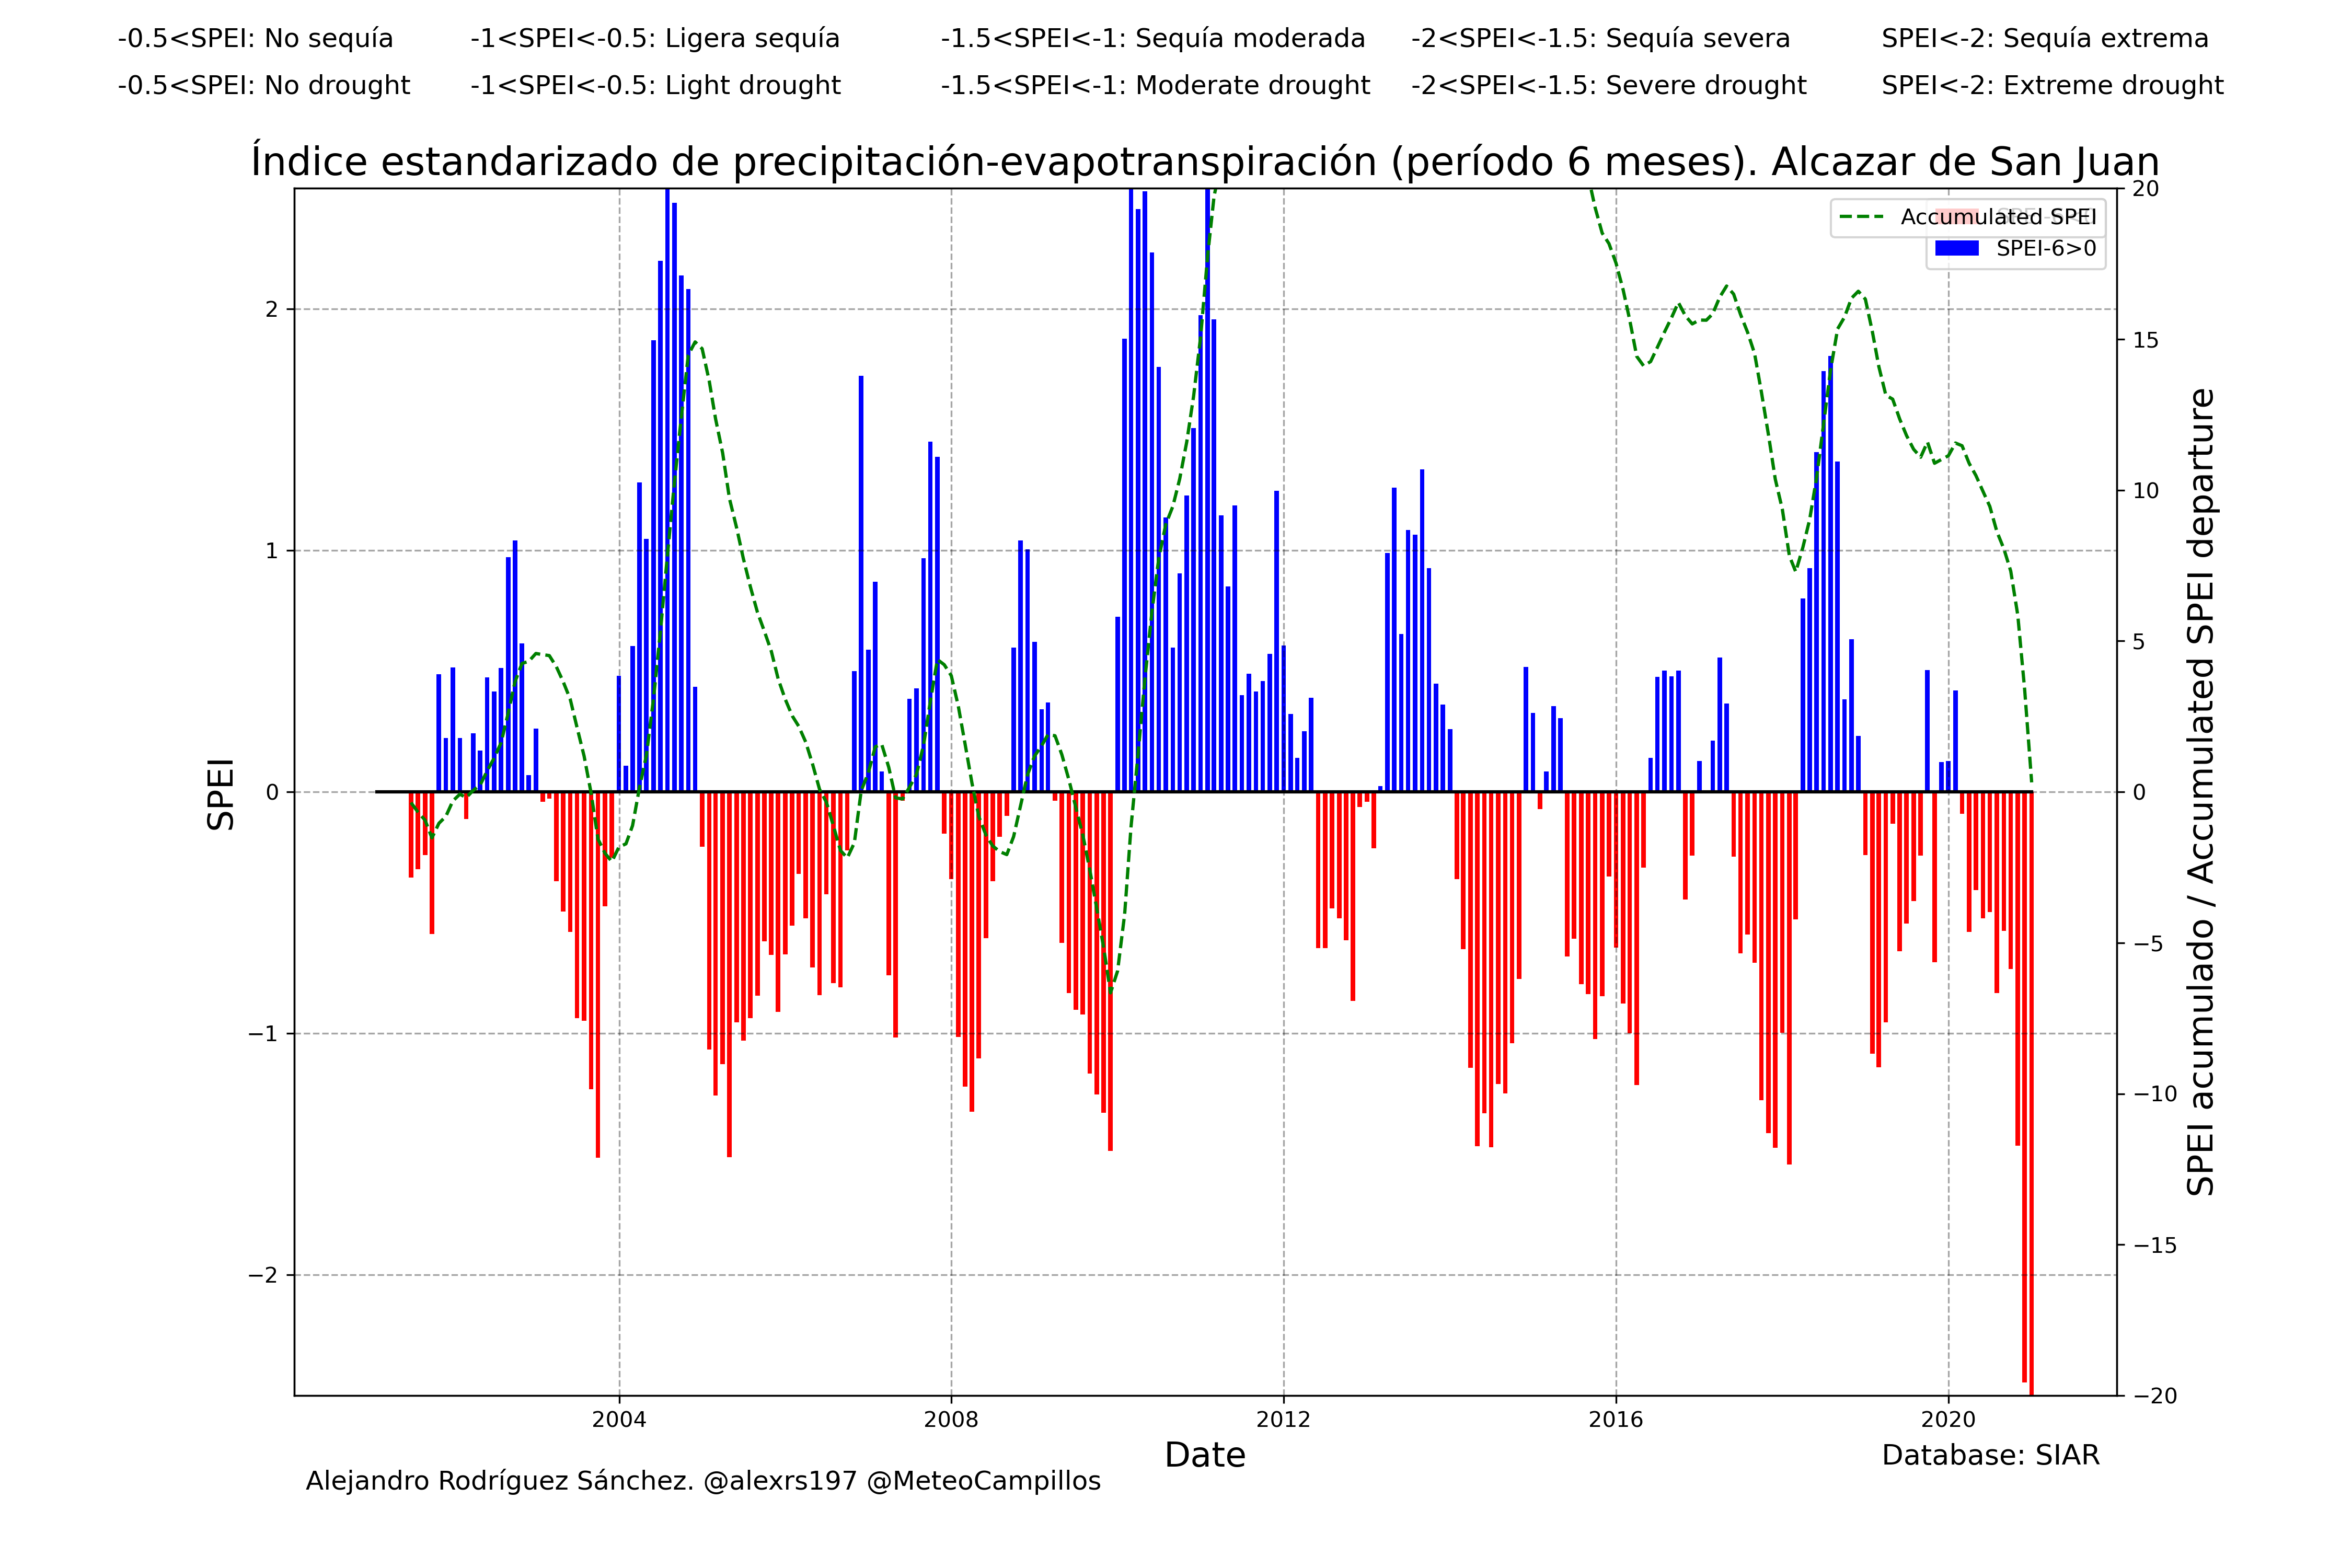 -0.5<SPEI: No sequía -1<SPEI<-0.5: Ligera sequía -1.5<SPEI<-1: Sequía moderada -2<SPEI<-1.5: Sequía severa SPEI<-2: Sequía extrema
-0.5<SPEI: No drought -1<SPEI<-0.5: Light drought -1.5<SPEI<-1: Moderate drought -2<SPEI<-1.5: Severe drought SPEI<-2: Extreme drought
Índice estandarizado de precipitación-evapotranspiración (período 6 meses). Alcazar de San Juan
Accumulated SPEI
SPEI-6>0
SPEI
2
1
0
−1
−2
20
15
10
5
0
−5
−10
−15
−20
SPEI acumulado / Accumulated SPEI departure
2004 2008 2012 2016 2020
Date
Database: SIAR
Alejandro Rodríguez Sánchez. @alexrs197 @MeteoCampillos